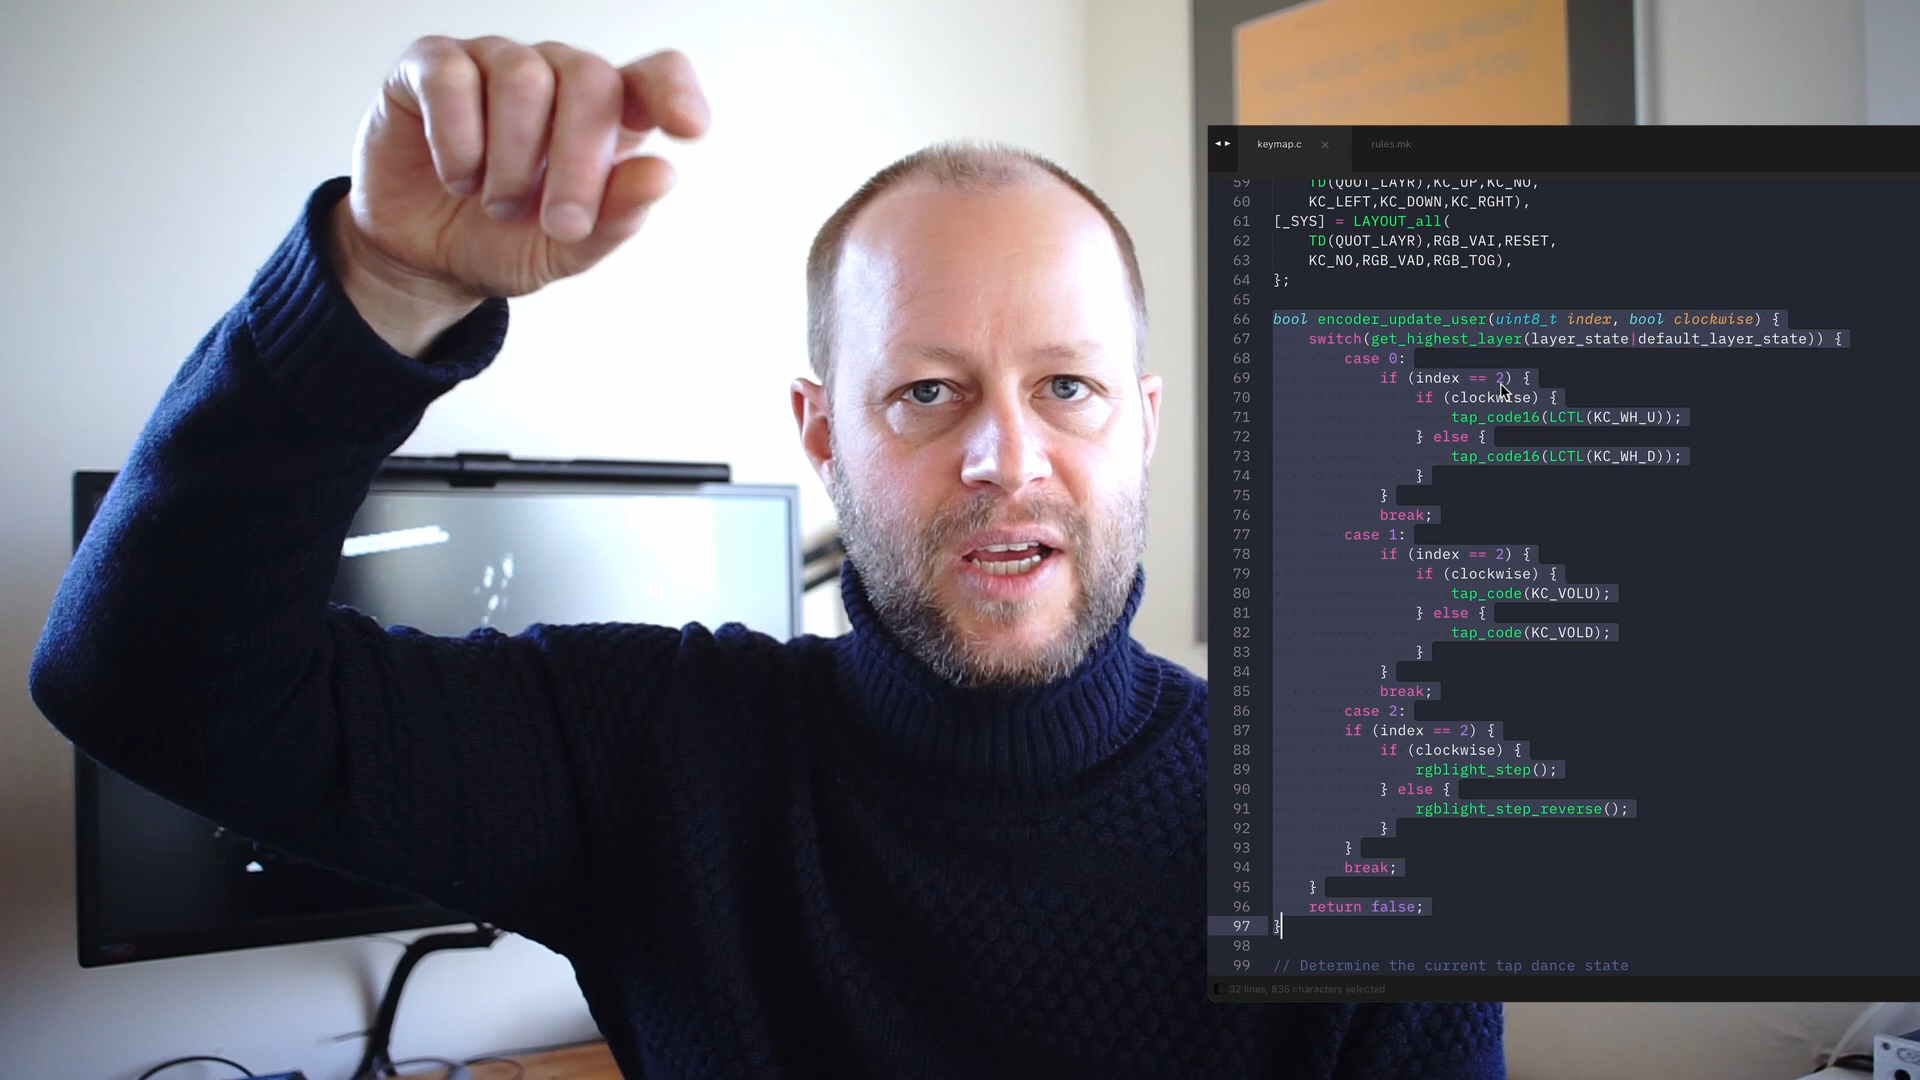 keymap.c
rules.mk
59 TD(QUOT_LAYR),KC_UP,KC_NO,
60 KC_LEFT,KC_DOWN,KC_RGHT),
61 [_SYS] = LAYOUT_all(
62 TD(QUOT_LAYR),RGB_VAI,RESET,
63 KC_NO,RGB_VAD,RGB_TOG),
64 };
65
66 bool encoder_update_user(uint8_t index, bool clockwise) {
67 switch(get_highest_layer(layer_state|default_layer_state)) {
68 case 0:
69 if (index == 2) {
70 if (clockwise) {
71 tap_code16(LCTL(KC_WH_U));
72 } else {
73 tap_code16(LCTL(KC_WH_D));
74 }
75 }
76 break;
77 case 1:
78 if (index == 2) {
79 if (clockwise) {
80 tap_code(KC_VOLU);
81 } else {
82 tap_code(KC_VOLD);
83 }
84 }
85 break;
86 case 2:
87 if (index == 2) {
88 if (clockwise) {
89 rgblight_step();
90 } else {
91 rgblight_step_reverse();
92 }
93 }
94 break;
95 }
96 return false;
97 }
98
99 // Determine the current tap dance state
32 lines, 835 characters selected